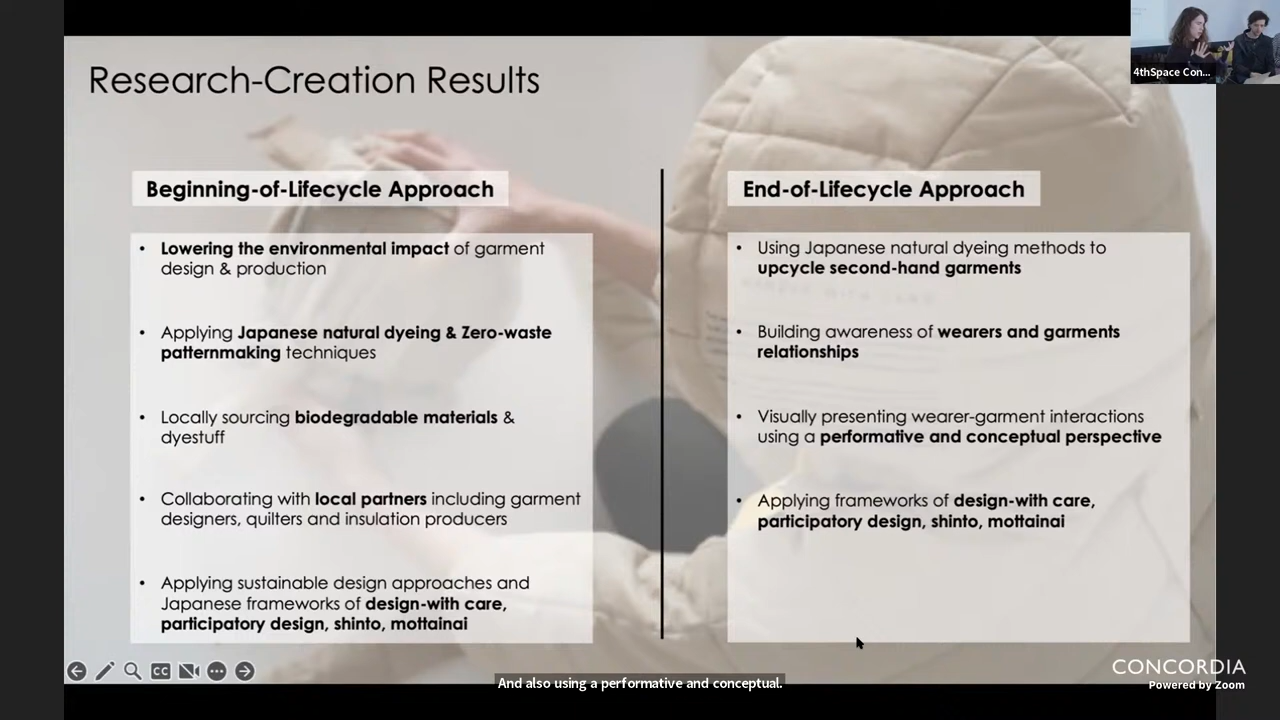 4thSpace Con...
Research-Creation Results
Beginning-of-Lifecycle Approach
• Lowering the environmental impact of garment
design & production
• Applying Japanese natural dyeing & Zero-waste
patternmaking techniques
• Locally sourcing biodegradable materials &
dyestuff
• Collaborating with local partners including garment
designers, quilters and insulation producers
• Applying sustainable design approaches and
Japanese frameworks of design-with care,
participatory design, shinto, mottainai
End-of-Lifecycle Approach
• Using Japanese natural dyeing methods to
upcycle second-hand garments
• Building awareness of wearers and garments
relationships
• Visually presenting wearer-garment interactions
using a performative and conceptual perspective
• Applying frameworks of design-with care,
participatory design, shinto, mottainai
CC
And also using a performative and conceptual.
CONCORDIA
Powered by Zoom